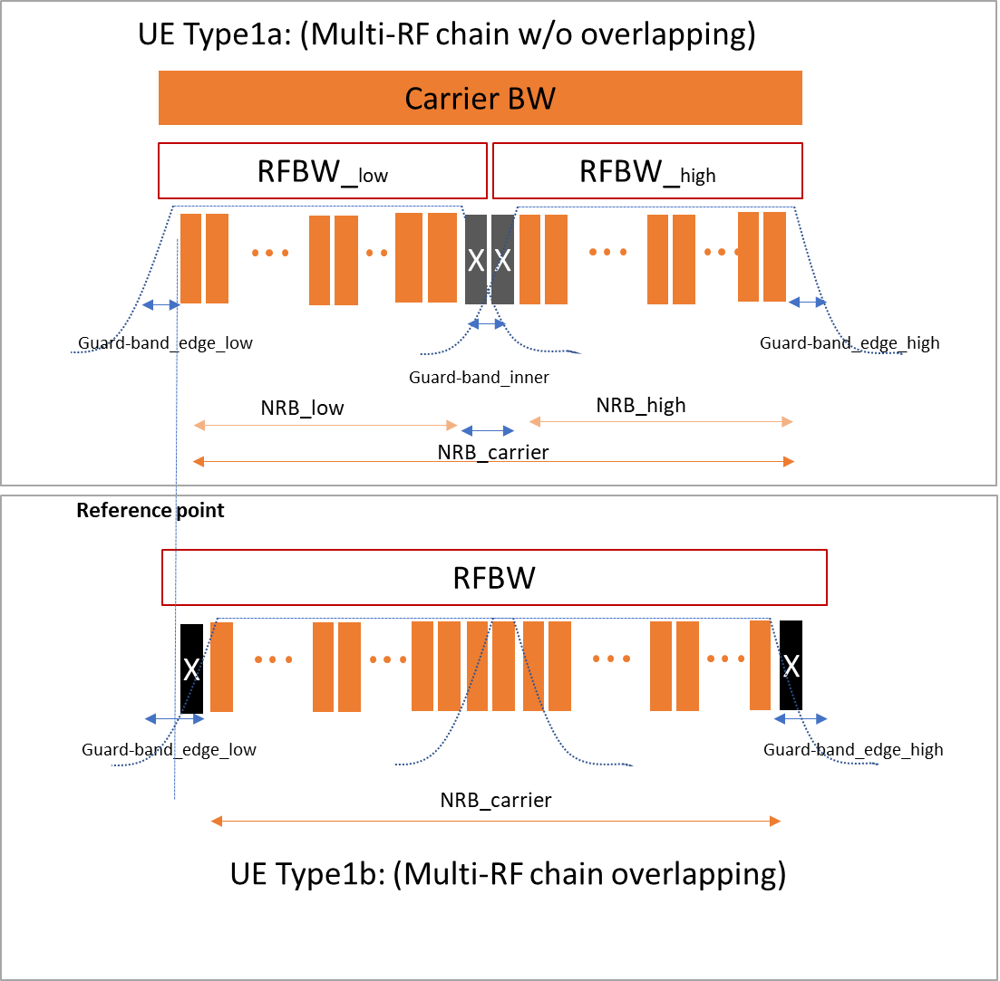 UE Type1a: (Multi-RF chain w/o overlapping)
Carrier BW
RFBW_low RFBW_high
X X
Guard-band_edge_low Guard-band_edge_high
Guard-band_inner
NRB_low NRB_high
NRB_carrier
Reference point
RFBW
X X
Guard-band_edge_low Guard-band_edge_high
NRB_carrier
UE Type1b: (Multi-RF chain overlapping)